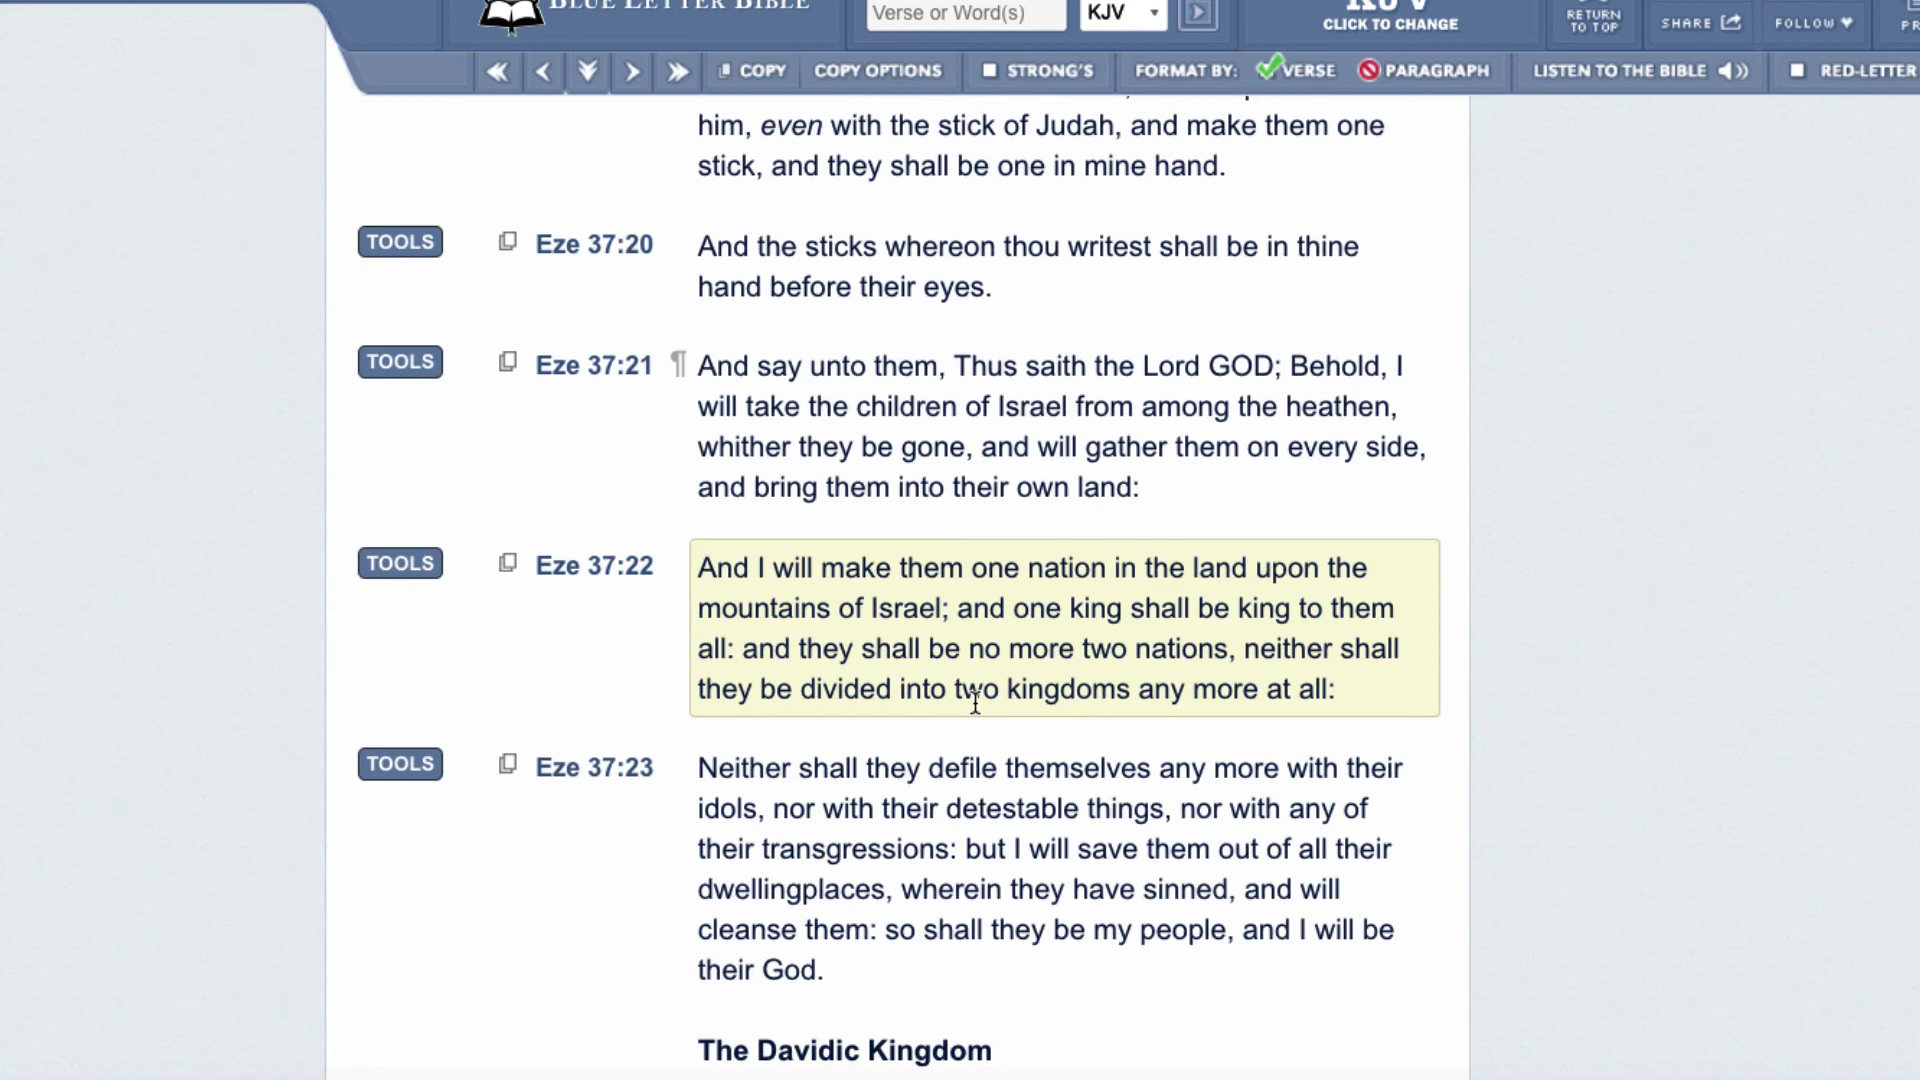 BLUE LETTER BIBLE
Verse or Word(s)
KJV
CLICK TO CHANGE
RETURN
TO TOP
SHARE
FOLLOW
COPY
COPY OPTIONS
STRONG'S
FORMAT BY:
VERSE
PARAGRAPH
LISTEN TO THE BIBLE
RED-LETTER
him, even with the stick of Judah, and make them one
stick, and they shall be one in mine hand.
TOOLS
Eze 37:20
And the sticks whereon thou writest shall be in thine
hand before their eyes.
TOOLS
Eze 37:21
¶ And say unto them, Thus saith the Lord GOD; Behold, I
will take the children of Israel from among the heathen,
whither they be gone, and will gather them on every side,
and bring them into their own land:
TOOLS
Eze 37:22
And I will make them one nation in the land upon the
mountains of Israel; and one king shall be king to them
all: and they shall be no more two nations, neither shall
they be divided into two kingdoms any more at all:
TOOLS
Eze 37:23
Neither shall they defile themselves any more with their
idols, nor with their detestable things, nor with any of
their transgressions: but I will save them out of all their
dwellingplaces, wherein they have sinned, and will
cleanse them: so shall they be my people, and I will be
their God.
The Davidic Kingdom